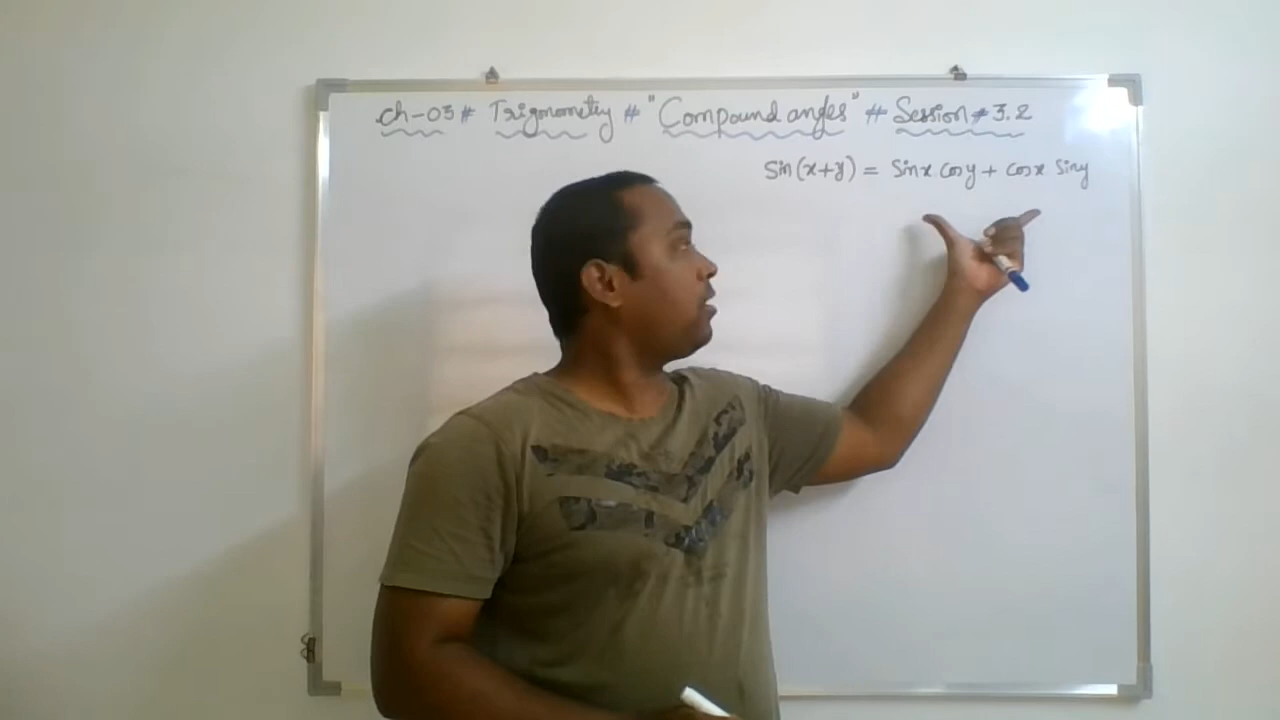 ch-03 # Trigonometry # "Compound angles" # Session # 3.2
Sin(x+y) = Sinx Cosy + Cosx Siny